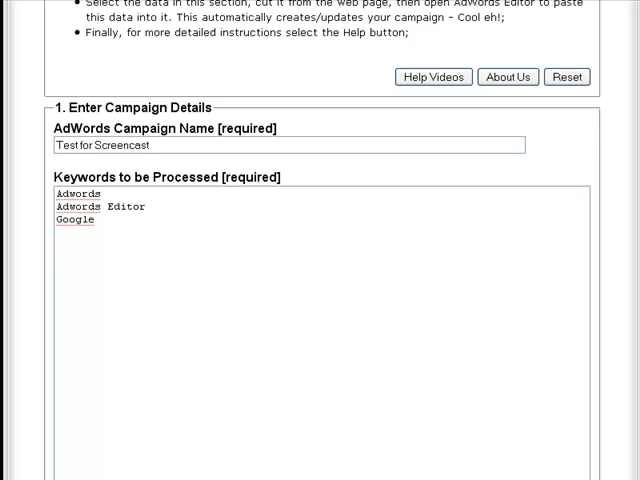 Select the data in this section, cut it from the web page, then open AdWords Editor to paste
this data into it. This automatically creates/updates your campaign - Cool eh!;
Finally, for more detailed instructions select the Help button;
Help Videos About Us Reset
1. Enter Campaign Details
AdWords Campaign Name [required]
Test for Screencast
Keywords to be Processed [required]
Adwords
Adwords Editor
Google